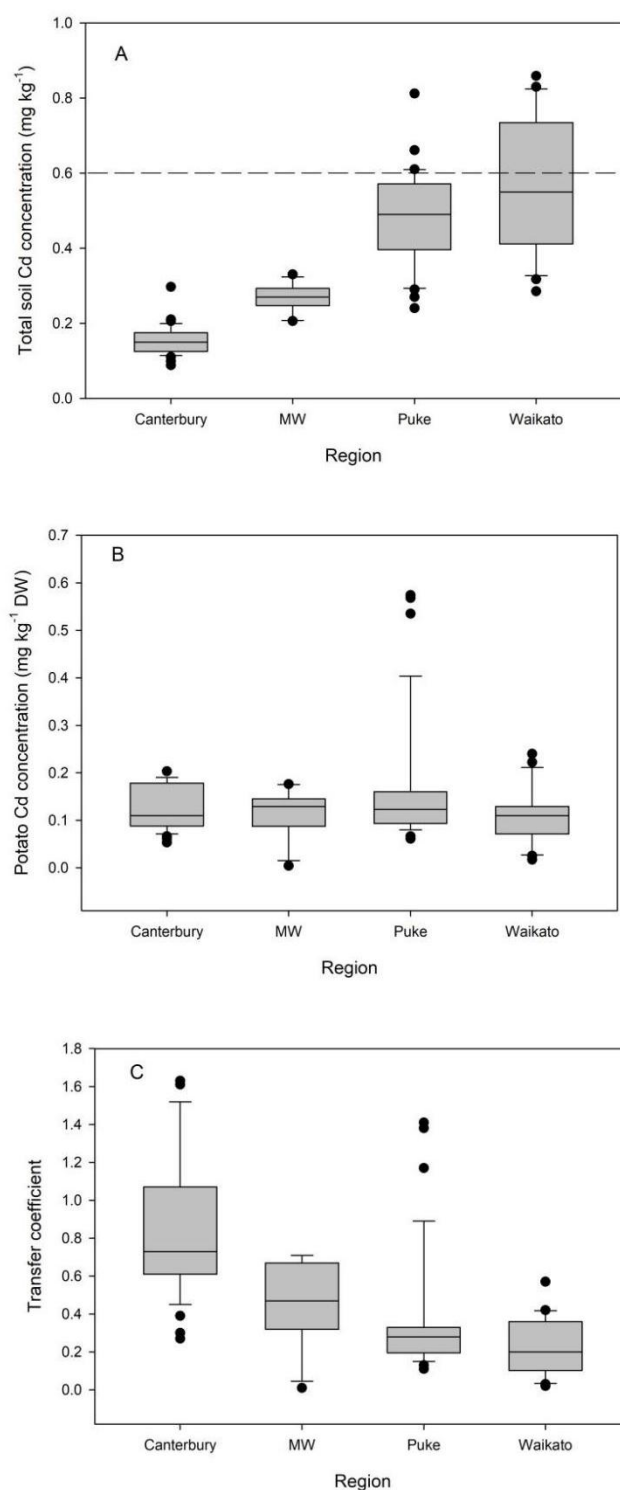 A
Total soil Cd concentration (mg kg⁻¹)
1.0
0.8
0.6
0.4
0.2
0.0
Canterbury MW Puke Waikato
Region
B
Potato Cd concentration (mg kg⁻¹ DW)
0.7
0.6
0.5
0.4
0.3
0.2
0.1
0.0
Canterbury MW Puke Waikato
Region
C
Transfer coefficient
1.8
1.6
1.4
1.2
1.0
0.8
0.6
0.4
0.2
0.0
Canterbury MW Puke Waikato
Region